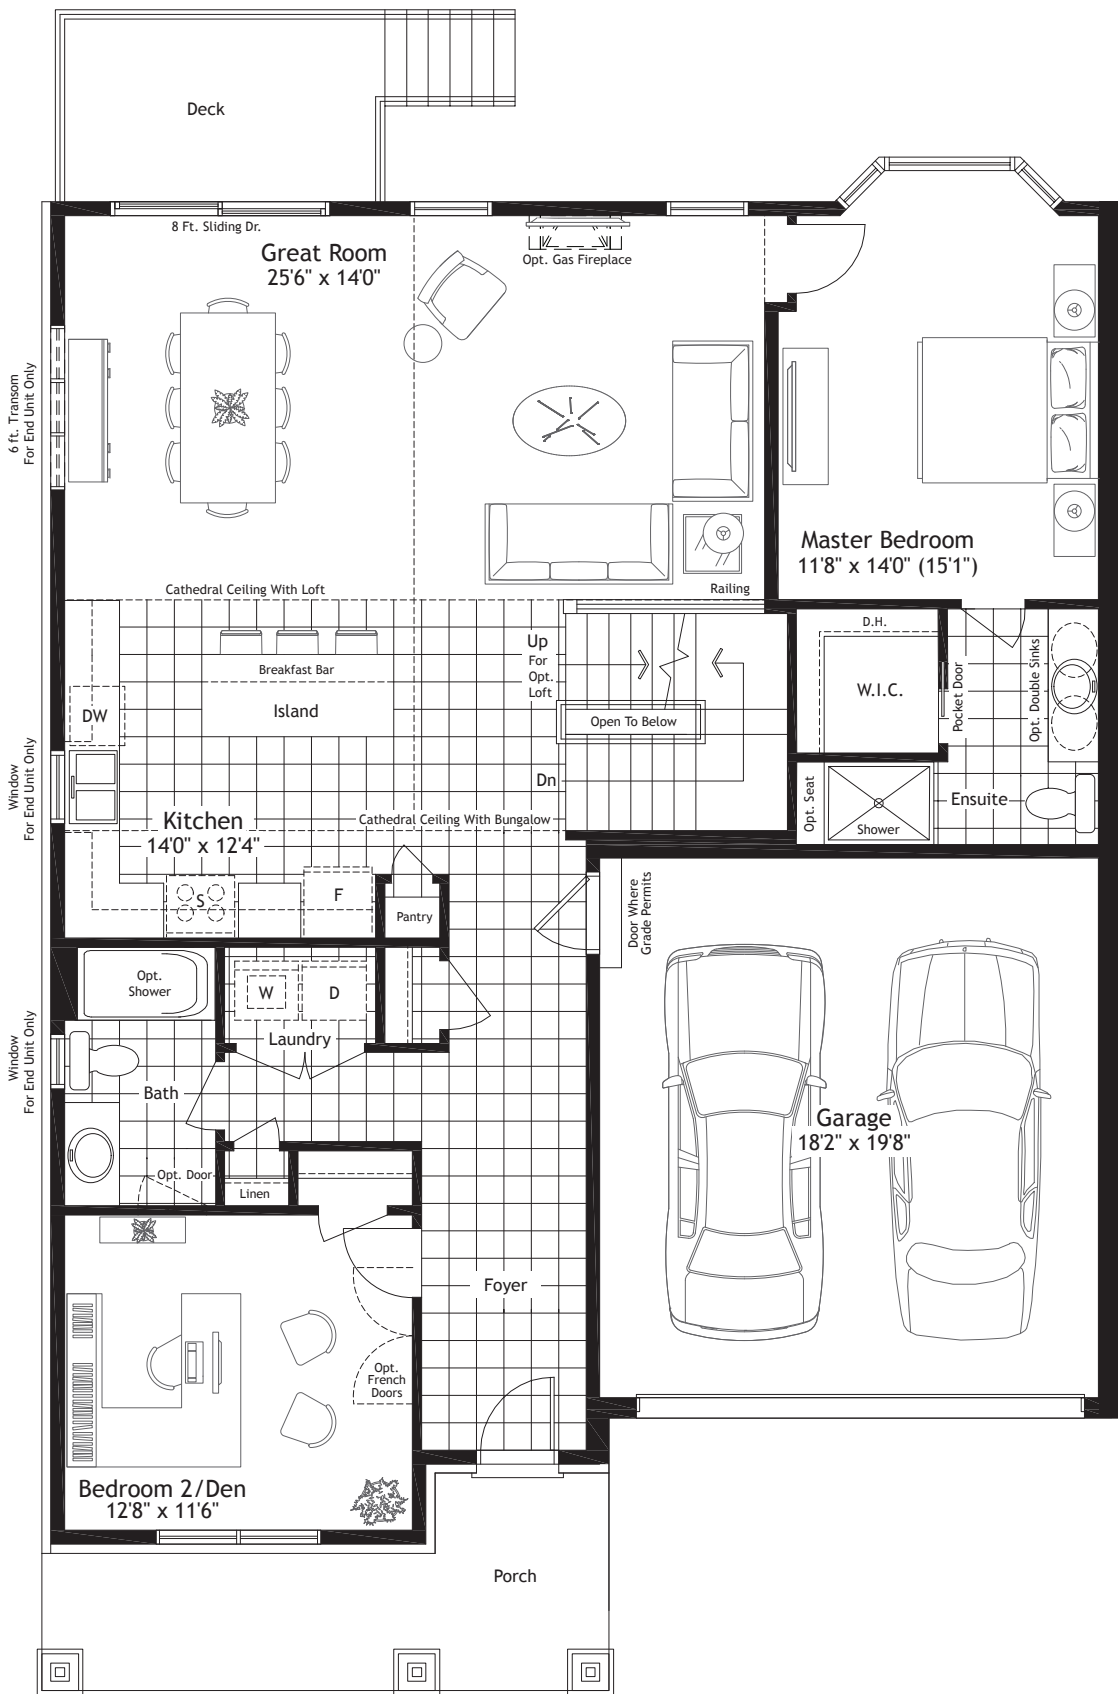 Deck
8 Ft. Sliding Dr.
Great Room
25'6" x 14'0"
Opt. Gas Fireplace
6 ft. Transom
For End Unit Only
Master Bedroom
11'8" x 14'0" (15'1")
Cathedral Ceiling With Loft
Railing
Breakfast Bar
Island
Up
For
Opt.
Loft
Open To Below
Dn
D.H.
W.I.C.
Pocket Door
Opt. Double Sinks
DW
Window
For End Unit Only
Kitchen
14'0" x 12'4"
Cathedral Ceiling With Bungalow
Opt. Seat
Shower
Ensuite
S
F
Pantry
Door Where
Grade Permits
Opt.
Shower
W
D
Laundry
Window
For End Unit Only
Bath
Garage
18'2" x 19'8"
Opt. Door
Linen
Foyer
Opt.
French
Doors
Bedroom 2/Den
12'8" x 11'6"
Porch